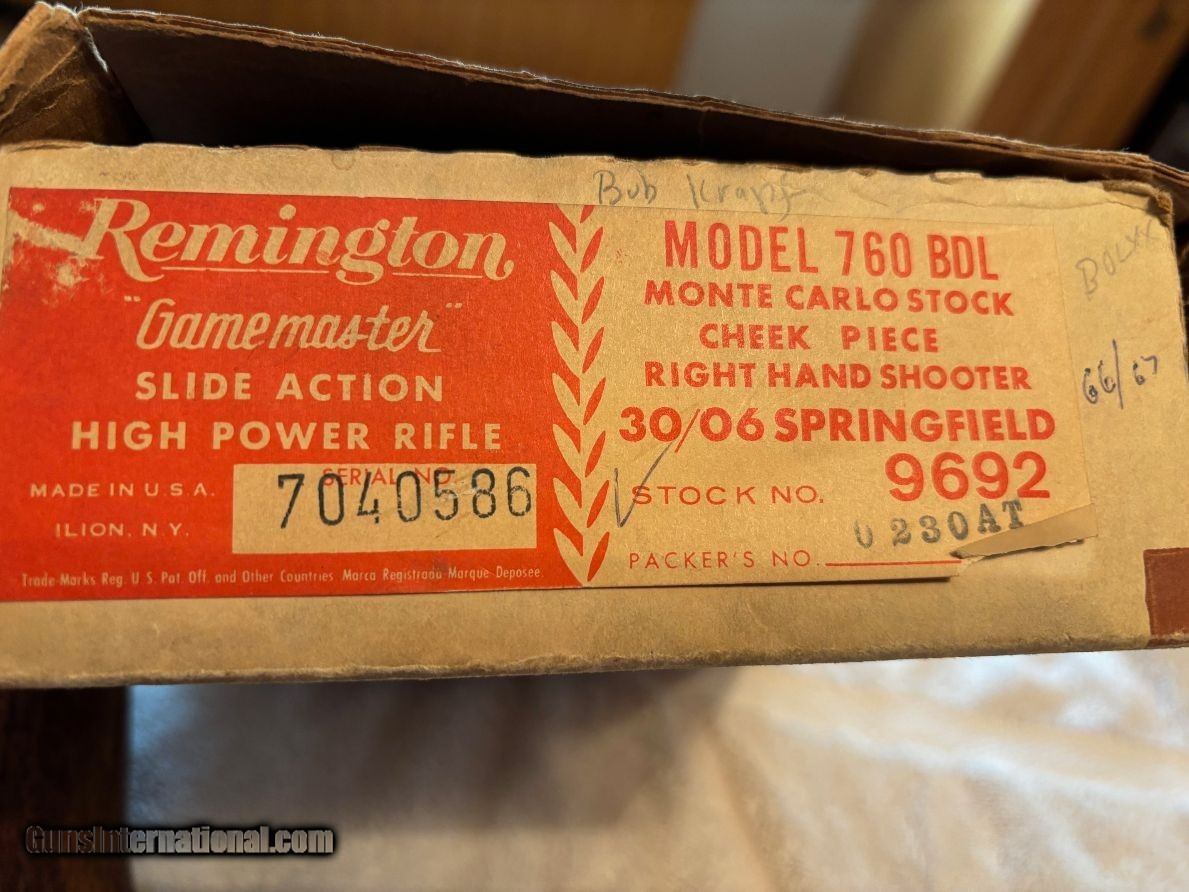 Bob Krapf
Remington
"Gamemaster"
SLIDE ACTION
HIGH POWER RIFLE
SERIAL NO.
7040586
MADE IN U.S.A.
ILION, N.Y.
Trade-Marks Reg. U.S. Pat. Off. and Other Countries Marca Registrada Marque Deposee
MODEL 760 BDL
MONTE CARLO STOCK
CHEEK PIECE
RIGHT HAND SHOOTER
30/06 SPRINGFIELD
STOCK NO. 9692
0230AT
PACKER'S NO.
66/67
GunsInternational.com